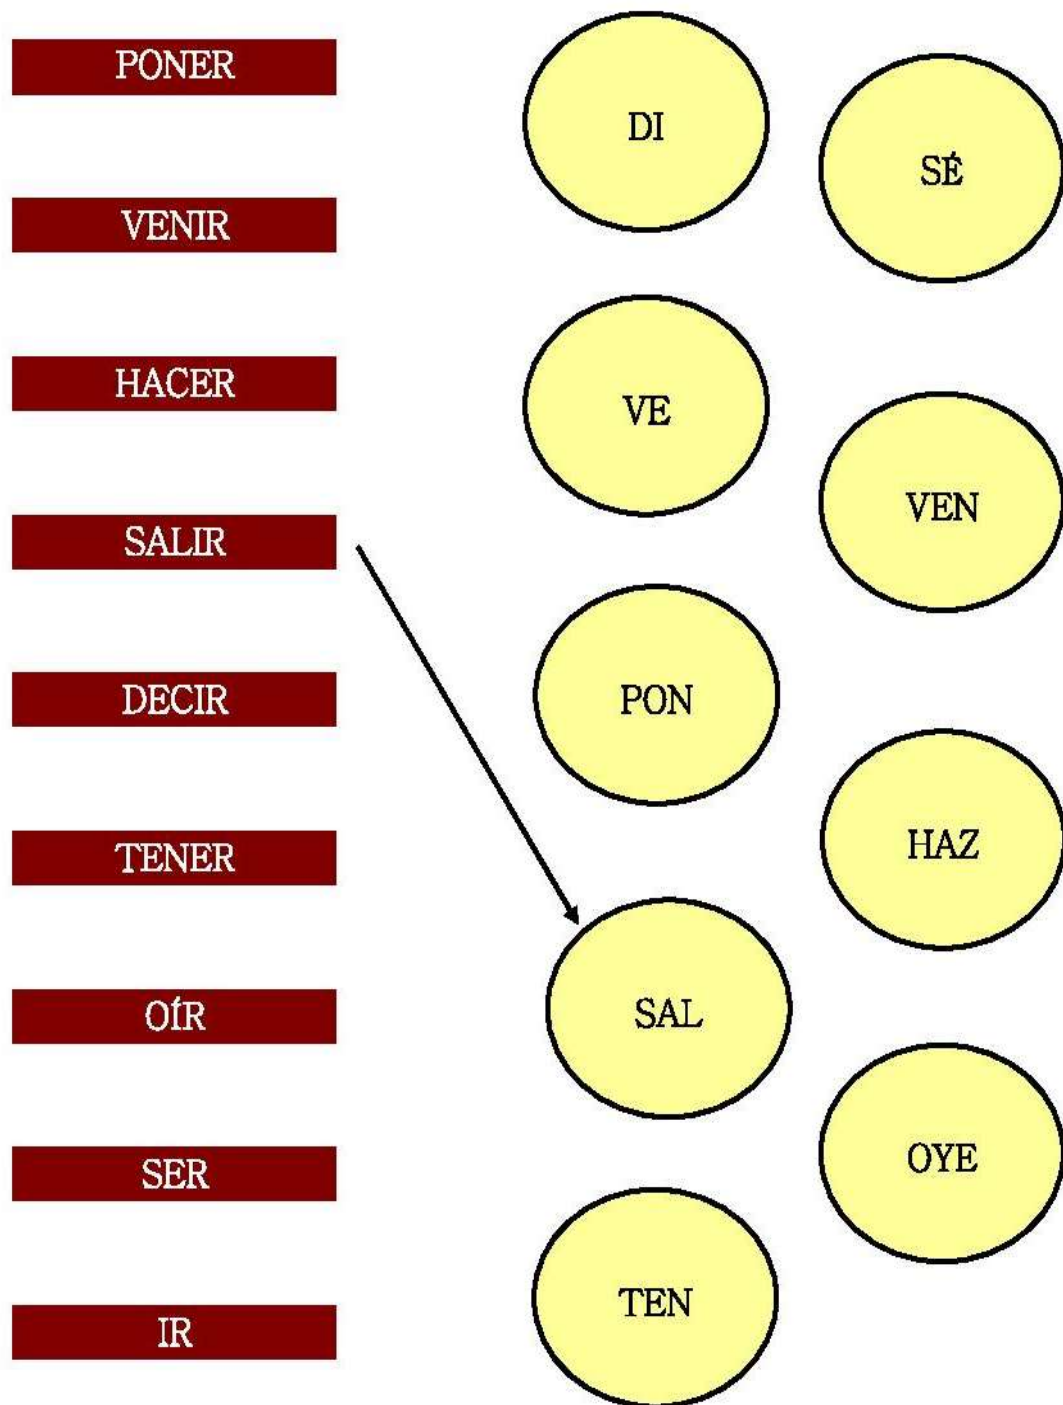 PONER
VENIR
HACER
SALIR
DECIR
TENER
OÍR
SER
IR
DI
SÉ
VE
VEN
PON
HAZ
SAL
OYE
TEN